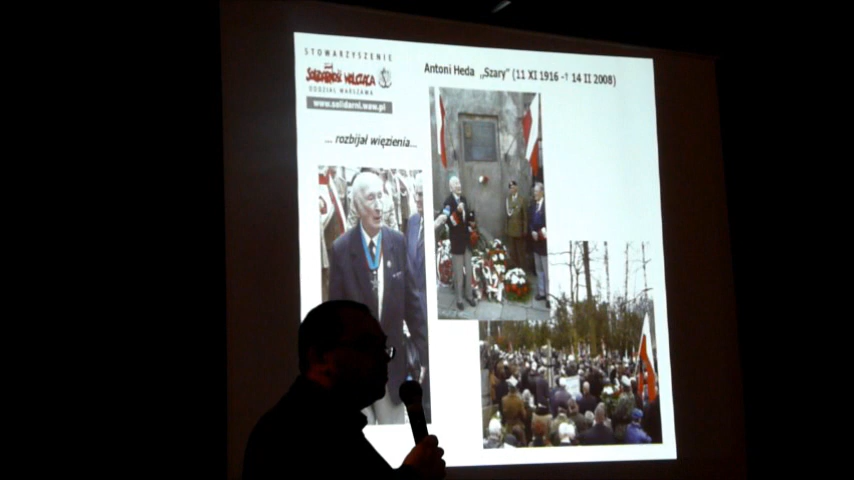 STOWARZYSZENIE
SOLIDARNOŚĆ WALCZĄCA
ODDZIAŁ WARSZAWA
www.solidarni.waw.pl
Antoni Heda „Szary” (11 XI 1916 -† 14 II 2008)
... rozbijał więzienia...